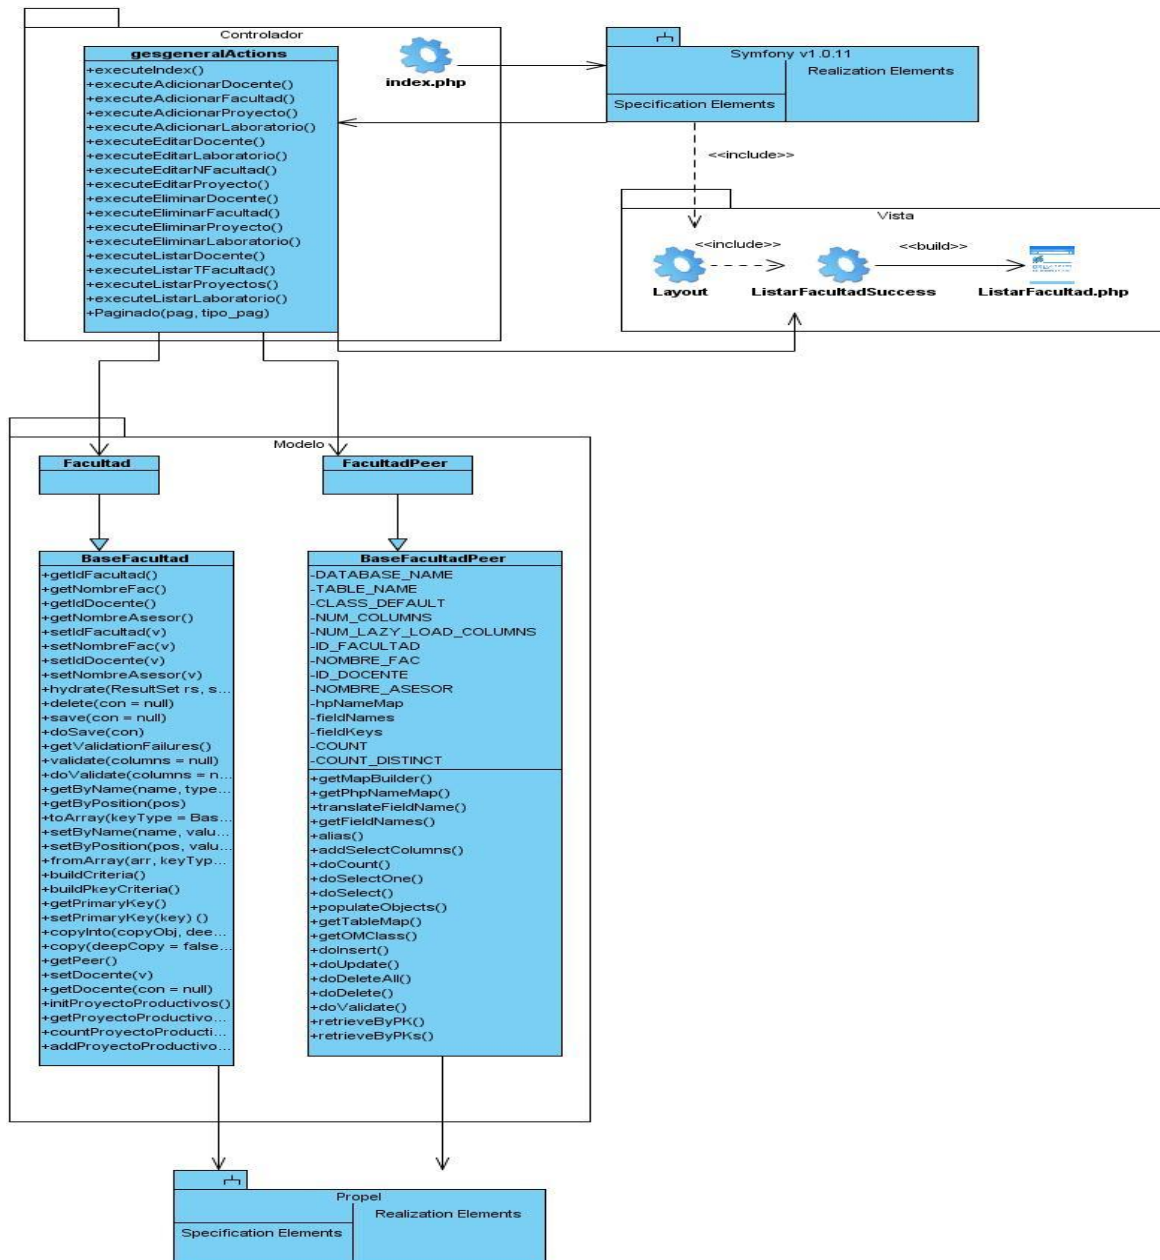 Controlador
gesgeneralActions
+executeIndex()
+executeAdicionarDocente()
+executeAdicionarFacultad()
+executeAdicionarProyecto()
+executeAdicionarLaboratorio()
+executeEditarDocente()
+executeEditarLaboratorio()
+executeEditarNFacultad()
+executeEditarProyecto()
+executeEliminarDocente()
+executeEliminarFacultad()
+executeEliminarProyecto()
+executeEliminarLaboratorio()
+executeListarDocente()
+executeListarTFacultad()
+executeListarProyectos()
+executeListarLaboratorio()
+Paginado(pag, tipo_pag)
index.php
Symfony v1.0.11
Realization Elements
Specification Elements
<<include>>
Vista
<<include>>
<<build>>
Layout
ListarFacultadSuccess
ListarFacultad.php
Modelo
Facultad
FacultadPeer
BaseFacultad
+getIdFacultad()
+getNombreFac()
+getIdDocente()
+getNombreAsesor()
+setIdFacultad(v)
+setNombreFac(v)
+setIdDocente(v)
+setNombreAsesor(v)
+hydrate(ResultSet rs, s...
+delete(con = null)
+save(con = null)
+doSave(con)
+getValidationFailures()
+validate(columns = null)
+doValidate(columns = n...
+getByName(name, type...
+getByPosition(pos)
+toArray(keyType = Bas...
+setByName(name, valu...
+setByPosition(pos, valu...
+fromArray(arr, keyTyp...
+buildCriteria()
+buildPkeyCriteria()
+getPrimaryKey()
+setPrimaryKey(key) ()
+copyInto(copyObj, dee...
+copy(deepCopy = false...
+getPeer()
+setDocente(v)
+getDocente(con = null)
+initProyectoProductivos()
+getProyectoProductivo...
+countProyectoProducti...
+addProyectoProductivo...
BaseFacultadPeer
-DATABASE_NAME
-TABLE_NAME
-CLASS_DEFAULT
-NUM_COLUMNS
-NUM_LAZY_LOAD_COLUMNS
-ID_FACULTAD
-NOMBRE_FAC
-ID_DOCENTE
-NOMBRE_ASESOR
-hpNameMap
-fieldNames
-fieldKeys
-COUNT
-COUNT_DISTINCT
+getMapBuilder()
+getPhpNameMap()
+translateFieldName()
+getFieldNames()
+alias()
+addSelectColumns()
+doCount()
+doSelectOne()
+doSelect()
+populateObjects()
+getTableMap()
+getOMClass()
+doInsert()
+doUpdate()
+doDeleteAll()
+doDelete()
+doValidate()
+retrieveByPK()
+retrieveByPKs()
Propel
Realization Elements
Specification Elements